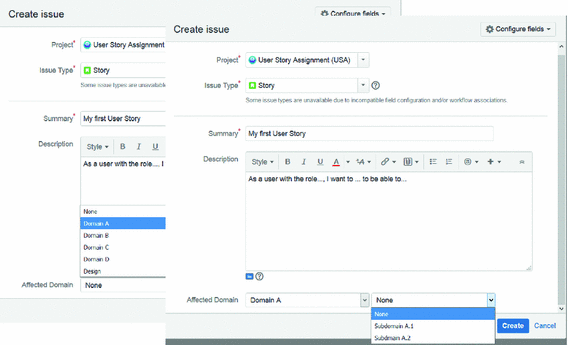 Create issue
Configure fields
Project*
User Story Assignment
Issue Type*
Story
Some issue types are unavailable
Summary*
My first User Story
Description
Style
B I U
As a user with the role..., I
None
Domain A
Domain B
Domain C
Domain D
Design
Affected Domain
None
Create issue
Configure fields
Project*
User Story Assignment (USA)
Issue Type*
Story
Some issue types are unavailable due to incompatible field configuration and/or workflow associations.
Summary*
My first User Story
Description
Style B I U A
As a user with the role..., I want to ... to be able to...
Affected Domain
Domain A
None
None
Subdomain A.1
Subdmain A.2
Create Cancel